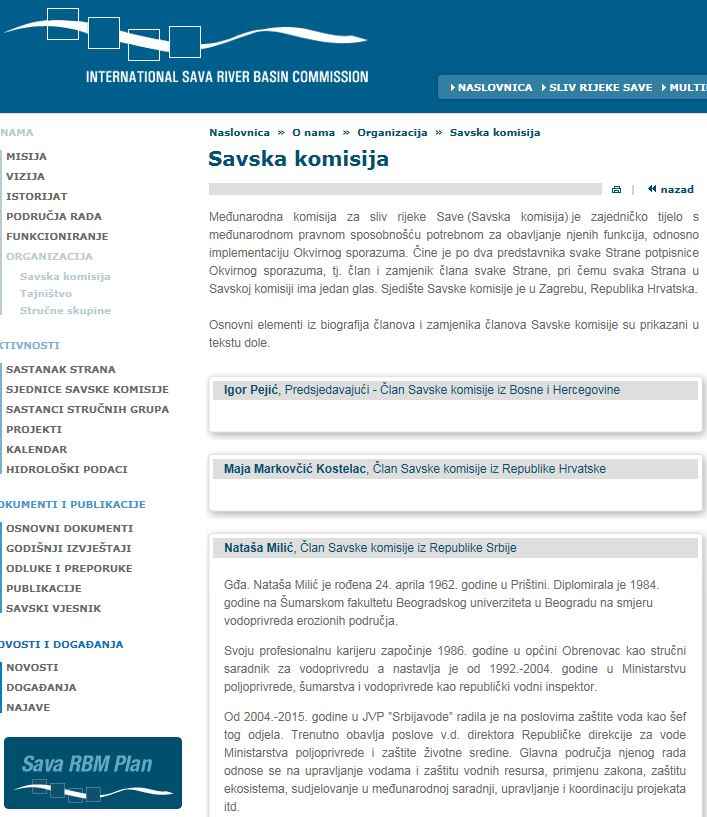 INTERNATIONAL SAVA RIVER BASIN COMMISSION
NASLOVNICA SLIV RIJEKE SAVE MULTI
NAMA
MISIJA
VIZIJA
ISTORIJAT
PODRUČJA RADA
FUNKCIONIRANJE
ORGANIZACIJA
Savska komisija
Tajništvo
Stručne skupine
KTIVNOSTI
SASTANAK STRANA
SJEDNICE SAVSKE KOMISIJE
SASTANCI STRUČNIH GRUPA
PROJEKTI
KALENDAR
HIDROLOŠKI PODACI
OKUMENTI I PUBLIKACIJE
OSNOVNI DOKUMENTI
GODIŠNJI IZVJEŠTAJI
ODLUKE I PREPORUKE
PUBLIKACIJE
SAVSKI VJESNIK
OVOSTI I DOGAĐANJA
NOVOSTI
DOGAĐANJA
NAJAVE
Sava RBM Plan
Naslovnica » O nama » Organizacija » Savska komisija
Savska komisija
| nazad
Međunarodna komisija za sliv rijeke Save (Savska komisija) je zajedničko tijelo s
međunarodnom pravnom sposobnošću potrebnom za obavljanje njenih funkcija, odnosno
implementaciju Okvirnog sporazuma. Čine je po dva predstavnika svake Strane potpisnice
Okvirnog sporazuma, tj. član i zamjenik člana svake Strane, pri čemu svaka Strana u
Savskoj komisiji ima jedan glas. Sjedište Savske komisije je u Zagrebu, Republika Hrvatska.
Osnovni elementi iz biografija članova i zamjenika članova Savske komisije su prikazani u
tekstu dole.
Igor Pejić, Predsjedavajući - Član Savske komisije iz Bosne i Hercegovine
Maja Markovčić Kostelac, Član Savske komisije iz Republike Hrvatske
Nataša Milić, Član Savske komisije iz Republike Srbije
Gđa. Nataša Milić je rođena 24. aprila 1962. godine u Prištini. Diplomirala je 1984.
godine na Šumarskom fakultetu Beogradskog univerziteta u Beogradu na smjeru
vodoprivreda erozionih područja.
Svoju profesionalnu karijeru započinje 1986. godine u općini Obrenovac kao stručni
saradnik za vodoprivredu a nastavlja je od 1992.-2004. godine u Ministarstvu
poljoprivrede, šumarstva i vodoprivrede kao republički vodni inspektor.
Od 2004.-2015. godine u JVP "Srbijavode" radila je na poslovima zaštite voda kao šef
tog odjela. Trenutno obavlja poslove v.d. direktora Republičke direkcije za vode
Ministarstva poljoprivrede i zaštite životne sredine. Glavna područja njenog rada
odnose se na upravljanje vodama i zaštitu vodnih resursa, primjenu zakona, zaštitu
ekosistema, sudjelovanje u međunarodnoj saradnji, upravljanje i koordinaciju projekata
itd.